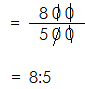 = 800
500
= 8:5